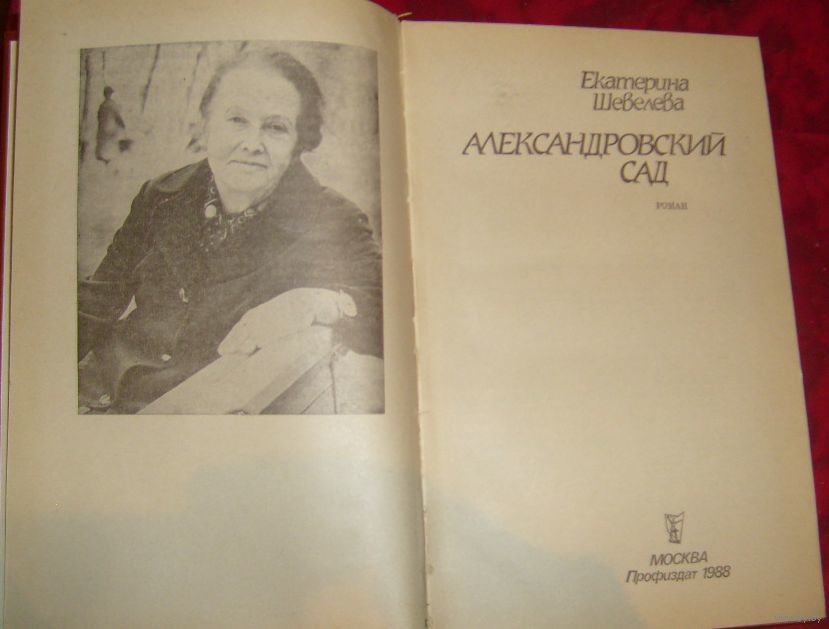 Екатерина
Шевелева
АЛЕКСАНДРОВСКИЙ
САД
РОМАН
МОСКВА
Профиздат 1988